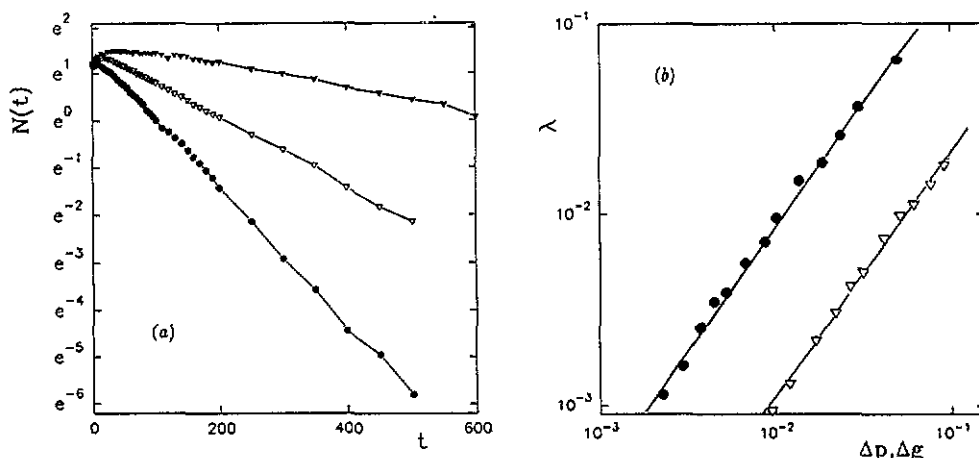 e²
e¹
e⁰
e⁻¹
e⁻²
e⁻³
e⁻⁴
e⁻⁵
e⁻⁶
N(t)
(a)
0
200
400
600
t
10⁻¹
10⁻²
10⁻³
λ
(b)
10⁻³
10⁻²
10⁻¹
Δp,Δg